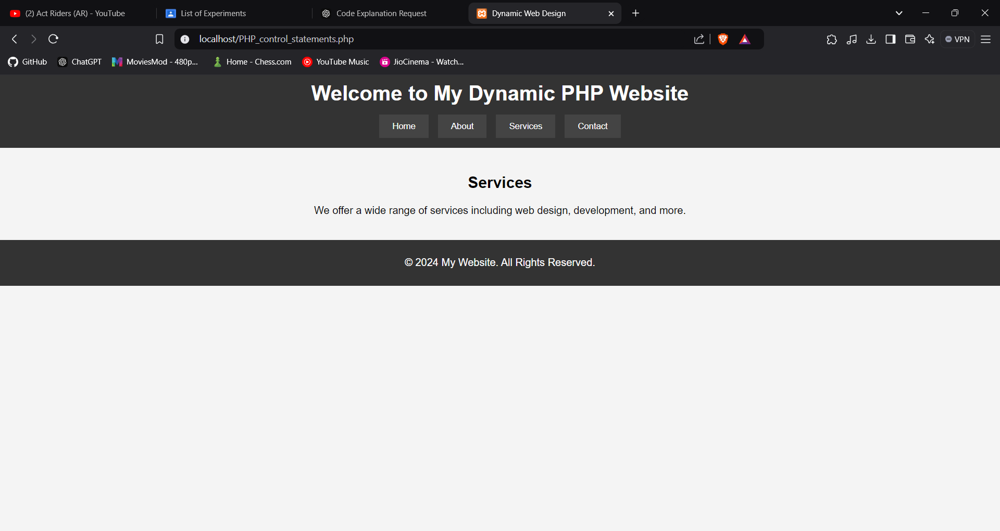 (2) Act Riders (AR) - YouTube
List of Experiments
Code Explanation Request
Dynamic Web Design
localhost/PHP_control_statements.php
VPN
GitHub
ChatGPT
MoviesMod - 480p...
Home - Chess.com
YouTube Music
JioCinema - Watch...
Welcome to My Dynamic PHP Website
Home
About
Services
Contact
Services
We offer a wide range of services including web design, development, and more.
© 2024 My Website. All Rights Reserved.